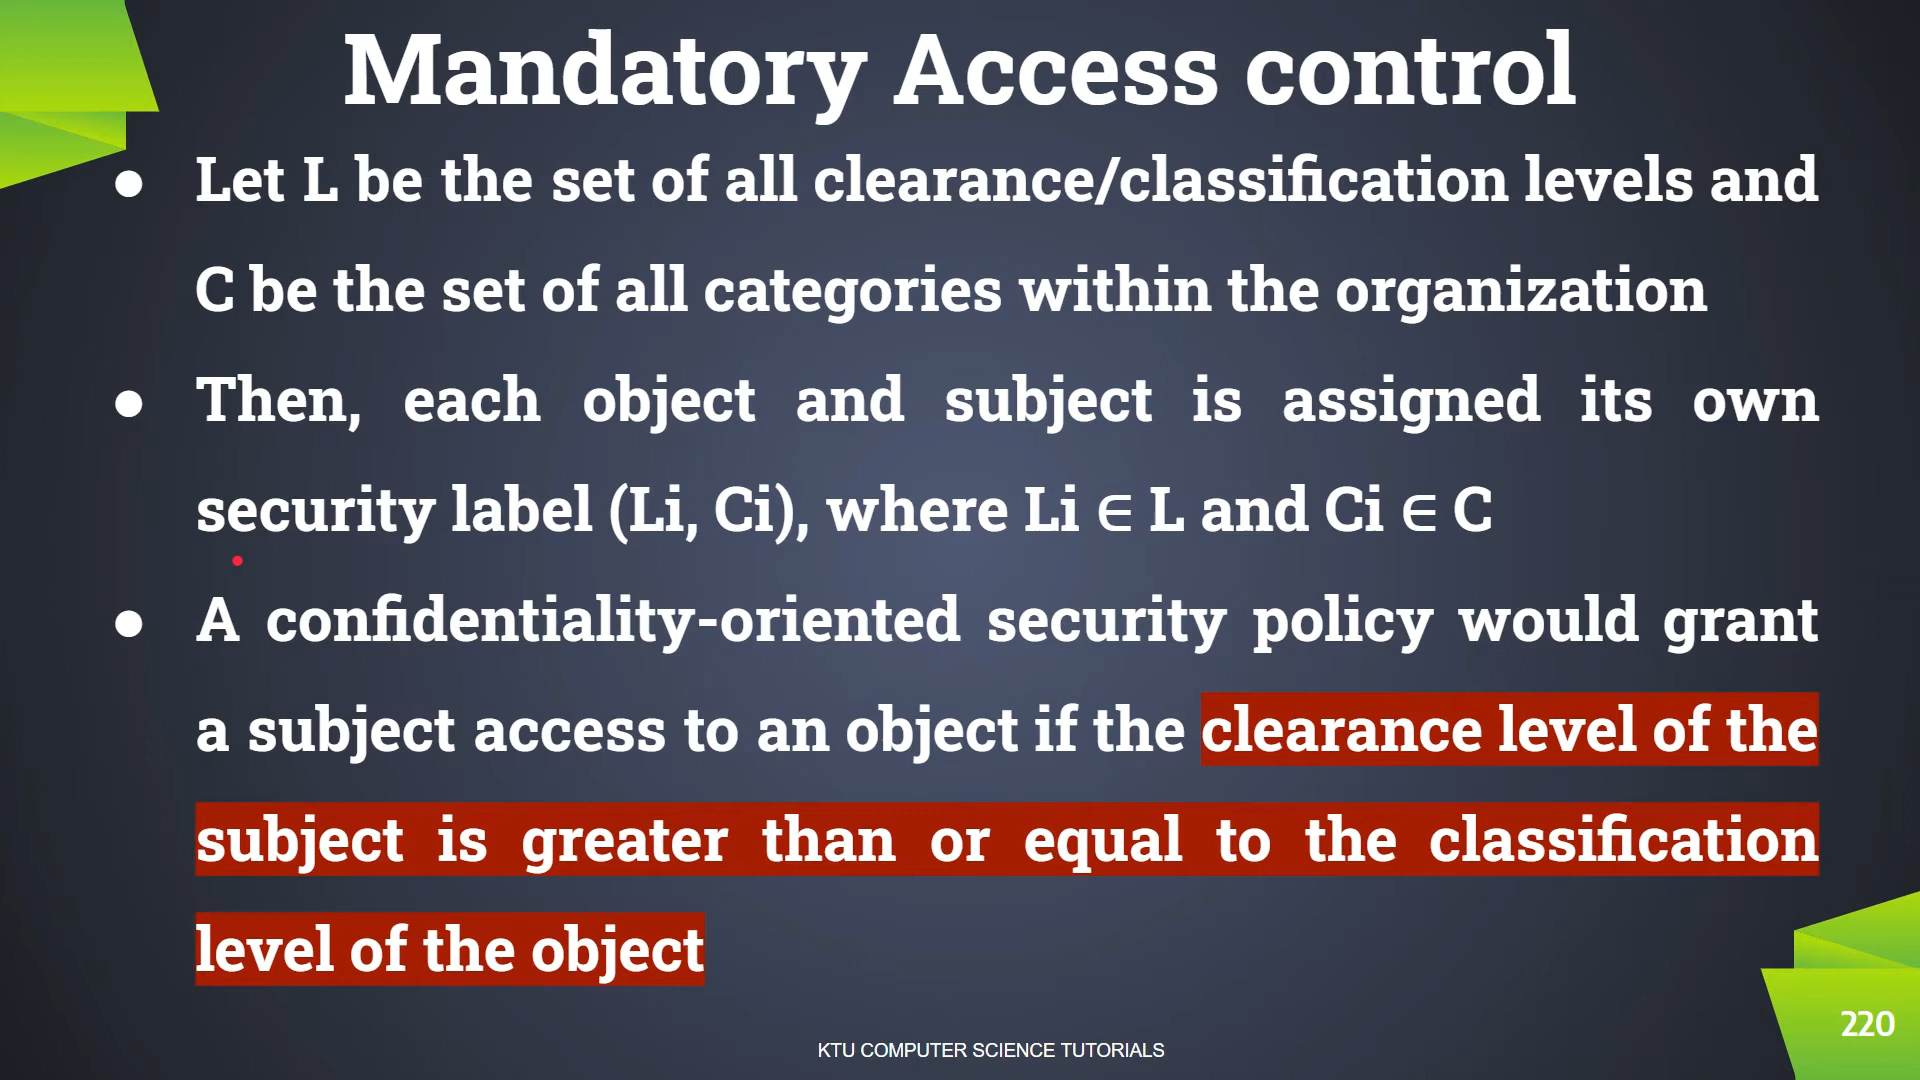 Mandatory Access control
● Let L be the set of all clearance/classification levels and
C be the set of all categories within the organization
● Then, each object and subject is assigned its own
security label (Li, Ci), where Li ∈ L and Ci ∈ C
● A confidentiality-oriented security policy would grant
a subject access to an object if the clearance level of the
subject is greater than or equal to the classification
level of the object
KTU COMPUTER SCIENCE TUTORIALS
220